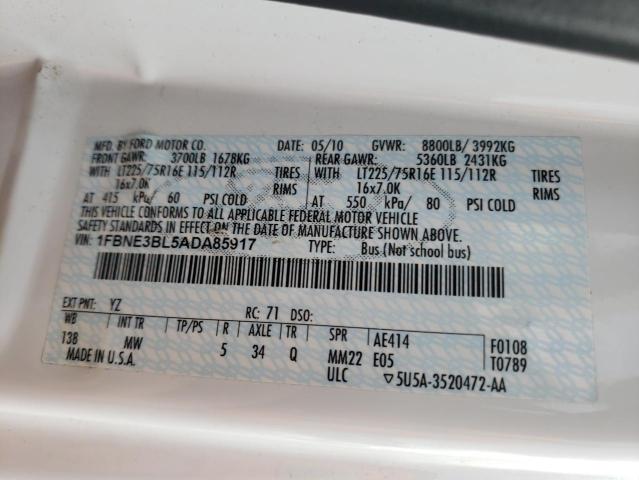 MFD. BY FORD MOTOR CO. DATE: 05/10 GVWR: 8800LB/ 3992KG
FRONT GAWR: 3700LB 1678KG REAR GAWR: 5360LB 2431KG
WITH LT225/75R16E 115/112R TIRES WITH LT225/75R16E 115/112R TIRES
16x7.0K RIMS 16x7.0K RIMS
AT 415 kPa/ 60 PSI COLD AT 550 kPa/ 80 PSI COLD
THIS VEHICLE CONFORMS TO ALL APPLICABLE FEDERAL MOTOR VEHICLE
SAFETY STANDARDS IN EFFECT ON THE DATE OF MANUFACTURE SHOWN ABOVE.
VIN: 1FBNE3BL5ADA85917 TYPE: Bus (Not school bus)
EXT PNT: YZ RC: 71 DSO:
WB INT TR TP/PS R AXLE TR SPR AE414 F0108
138 MW 5 34 Q MM22 E05 T0789
MADE IN U.S.A. ULC ▽5U5A-3520472-AA